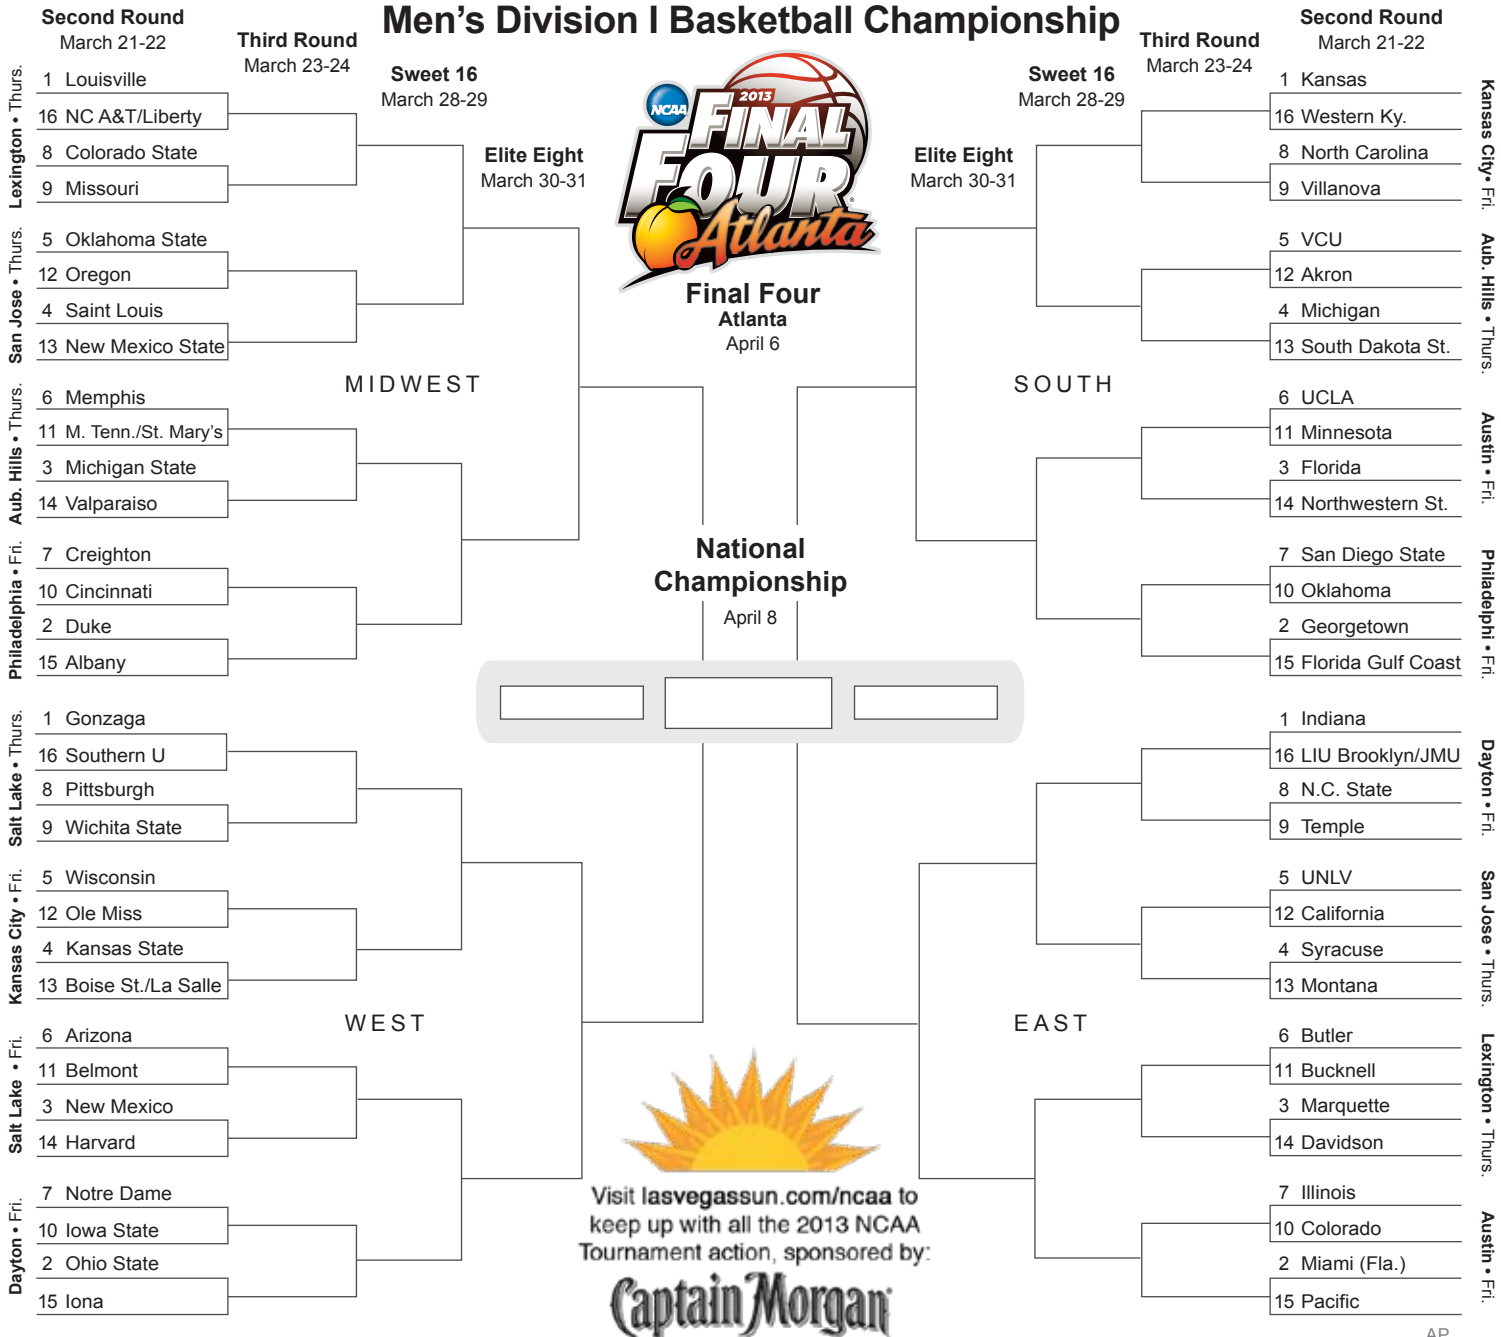 Men's Division I Basketball Championship
Second Round
March 21-22
Third Round
March 23-24
Sweet 16
March 28-29
Elite Eight
March 30-31
Lexington • Thurs.
1 Louisville
16 NC A&T/Liberty
8 Colorado State
9 Missouri
San Jose • Thurs.
5 Oklahoma State
12 Oregon
4 Saint Louis
13 New Mexico State
MIDWEST
Aub. Hills • Thurs.
6 Memphis
11 M. Tenn./St. Mary's
3 Michigan State
14 Valparaiso
Philadelphia • Fri.
7 Creighton
10 Cincinnati
2 Duke
15 Albany
Salt Lake • Thurs.
1 Gonzaga
16 Southern U
8 Pittsburgh
9 Wichita State
Kansas City • Fri.
5 Wisconsin
12 Ole Miss
4 Kansas State
13 Boise St./La Salle
WEST
Salt Lake • Fri.
6 Arizona
11 Belmont
3 New Mexico
14 Harvard
Dayton • Fri.
7 Notre Dame
10 Iowa State
2 Ohio State
15 Iona
NCAA
2013
FINAL
FOUR
Atlanta
Final Four
Atlanta
April 6
National
Championship
April 8
Visit lasvegassun.com/ncaa to
keep up with all the 2013 NCAA
Tournament action, sponsored by:
Captain Morgan
Second Round
March 21-22
Third Round
March 23-24
Sweet 16
March 28-29
Elite Eight
March 30-31
Kansas City• Fri.
1 Kansas
16 Western Ky.
8 North Carolina
9 Villanova
Aub. Hills • Thurs.
5 VCU
12 Akron
4 Michigan
13 South Dakota St.
SOUTH
Austin • Fri.
6 UCLA
11 Minnesota
3 Florida
14 Northwestern St.
Philadelphi • Fri.
7 San Diego State
10 Oklahoma
2 Georgetown
15 Florida Gulf Coast
Dayton • Fri.
1 Indiana
16 LIU Brooklyn/JMU
8 N.C. State
9 Temple
San Jose • Thurs.
5 UNLV
12 California
4 Syracuse
13 Montana
EAST
Lexington • Thurs.
6 Butler
11 Bucknell
3 Marquette
14 Davidson
Austin • Fri.
7 Illinois
10 Colorado
2 Miami (Fla.)
15 Pacific
AP